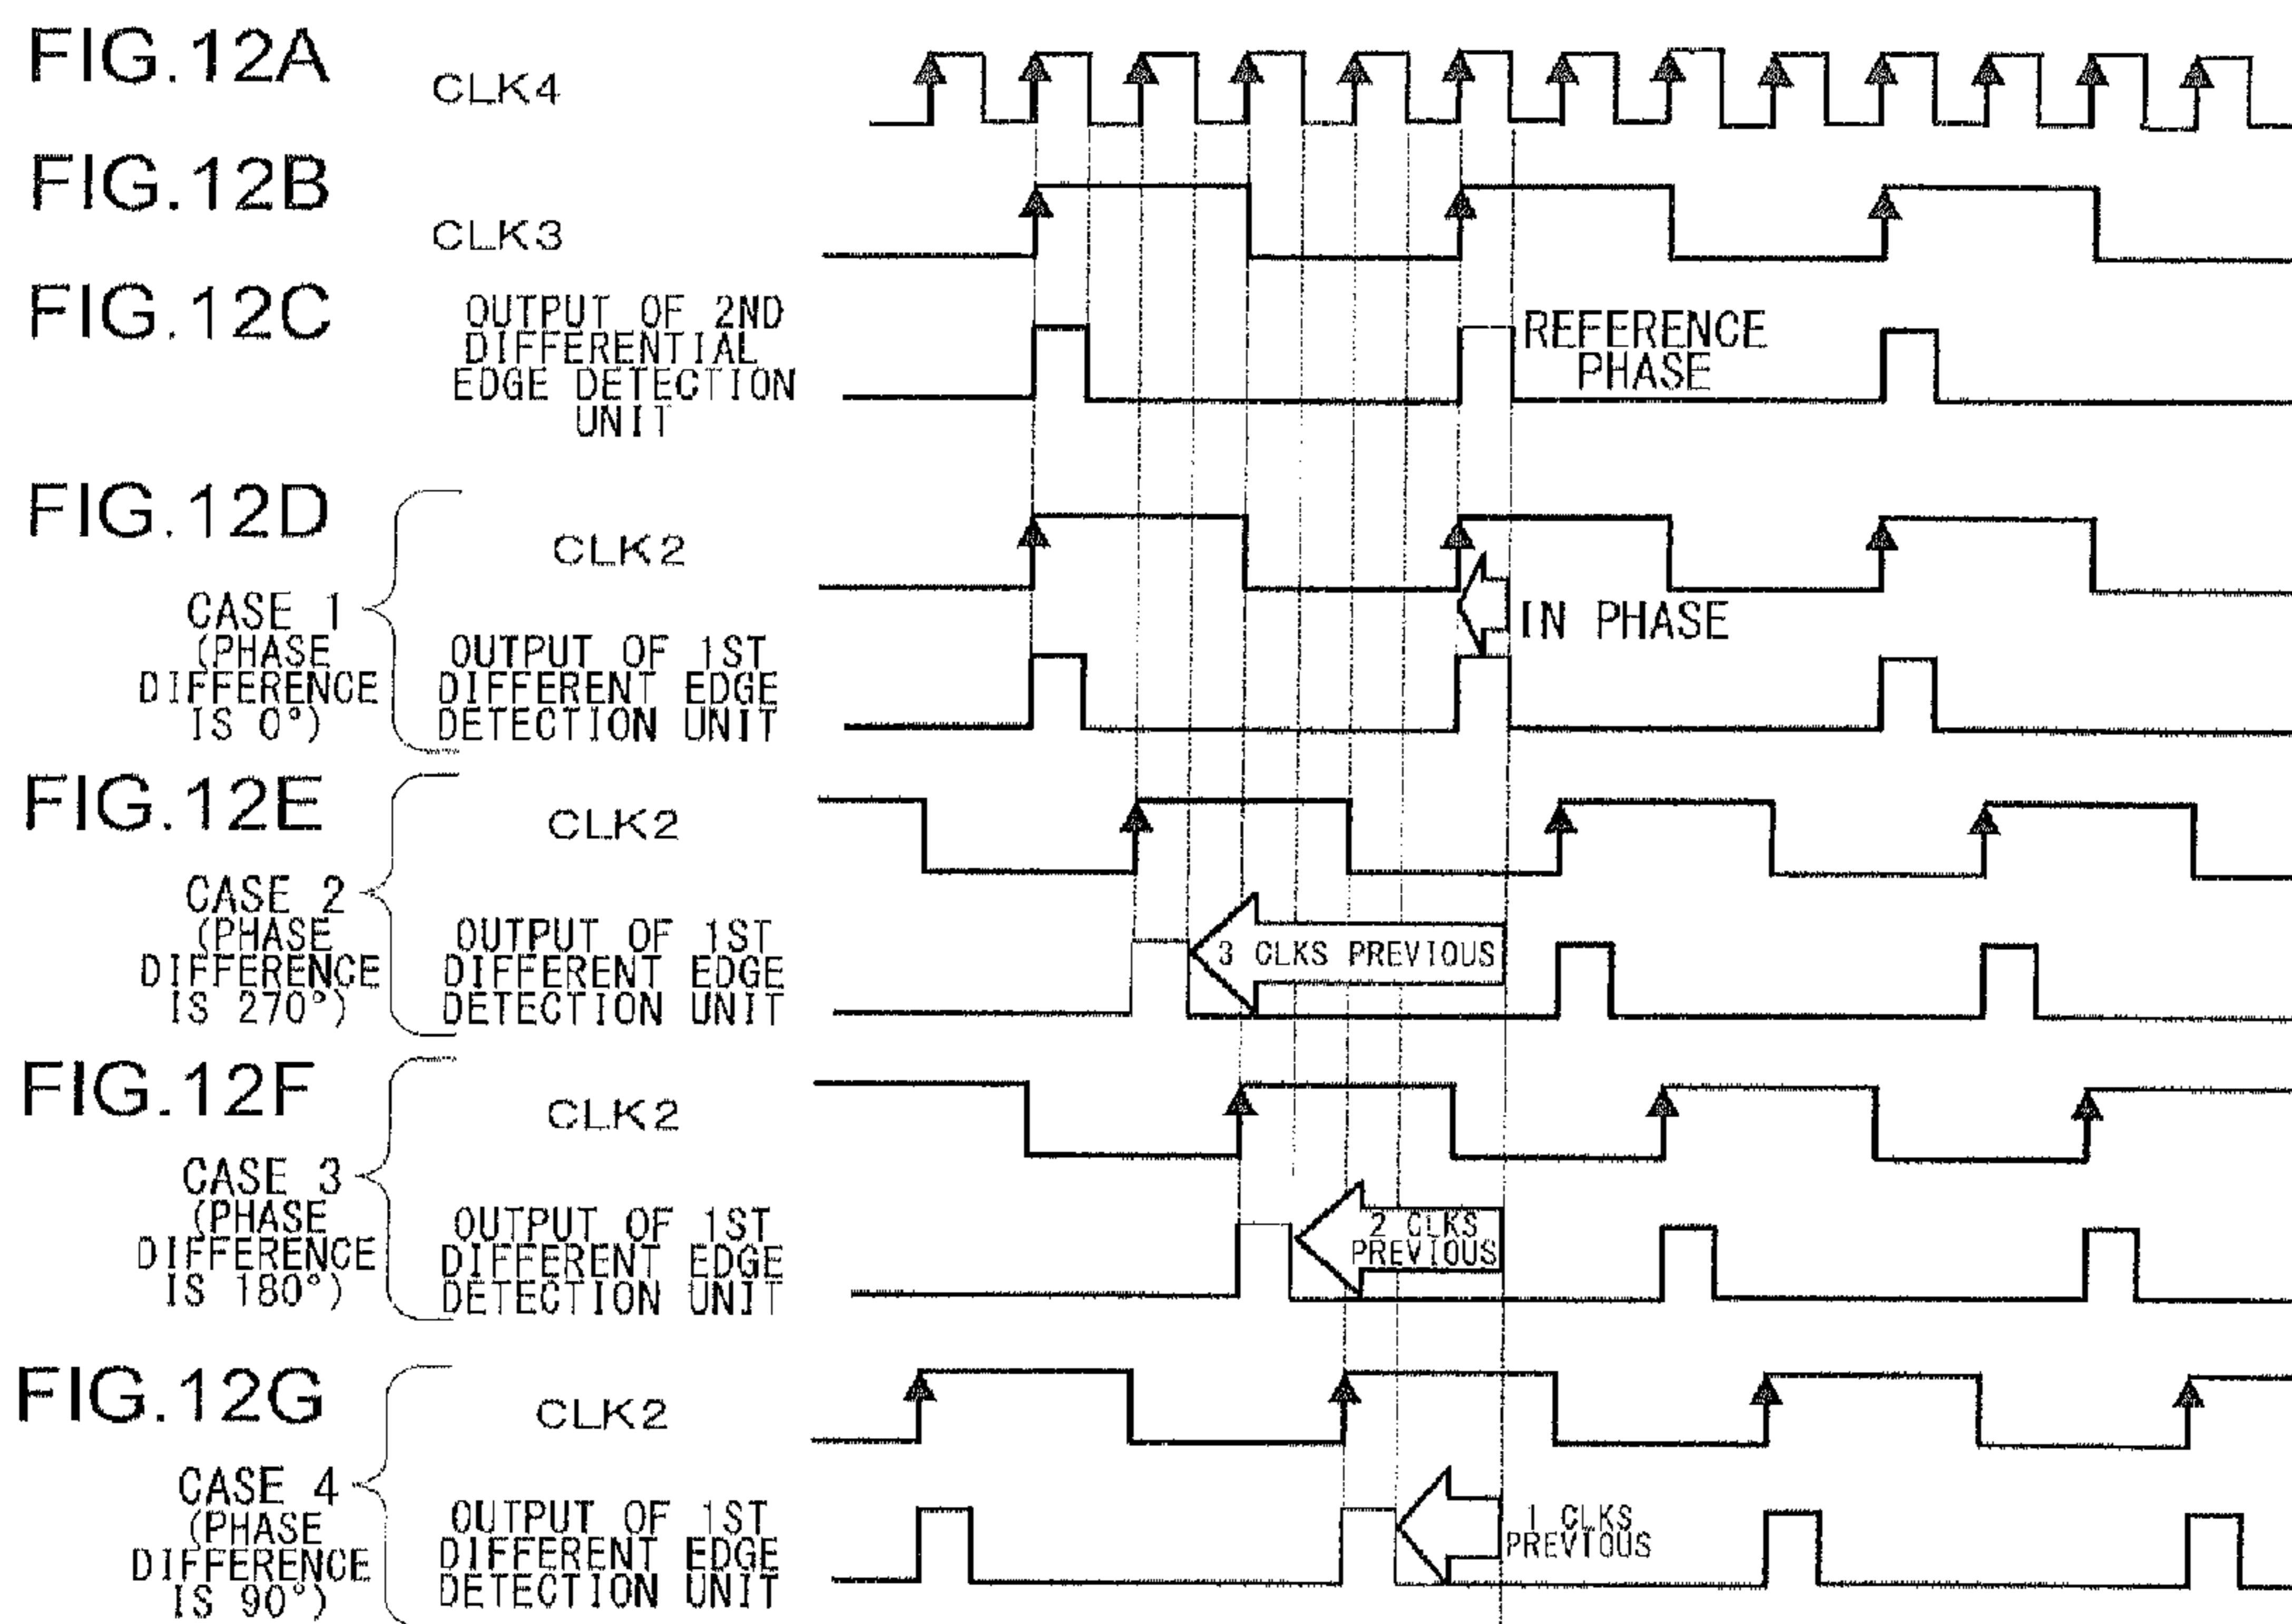 FIG.12A
CLK4
FIG.12B
CLK3
FIG.12C
OUTPUT OF 2ND
DIFFERENTIAL
EDGE DETECTION
UNIT
REFERENCE
PHASE
FIG.12D
CLK2
CASE 1
(PHASE
DIFFERENCE
IS 0°)
OUTPUT OF 1ST
DIFFERENT EDGE
DETECTION UNIT
IN PHASE
FIG.12E
CLK2
CASE 2
(PHASE
DIFFERENCE
IS 270°)
OUTPUT OF 1ST
DIFFERENT EDGE
DETECTION UNIT
3 CLKS PREVIOUS
FIG.12F
CLK2
CASE 3
(PHASE
DIFFERENCE
IS 180°)
OUTPUT OF 1ST
DIFFERENT EDGE
DETECTION UNIT
2 CLKS
PREVIOUS
FIG.12G
CLK2
CASE 4
(PHASE
DIFFERENCE
IS 90°)
OUTPUT OF 1ST
DIFFERENT EDGE
DETECTION UNIT
1 CLKS
PREVIOUS